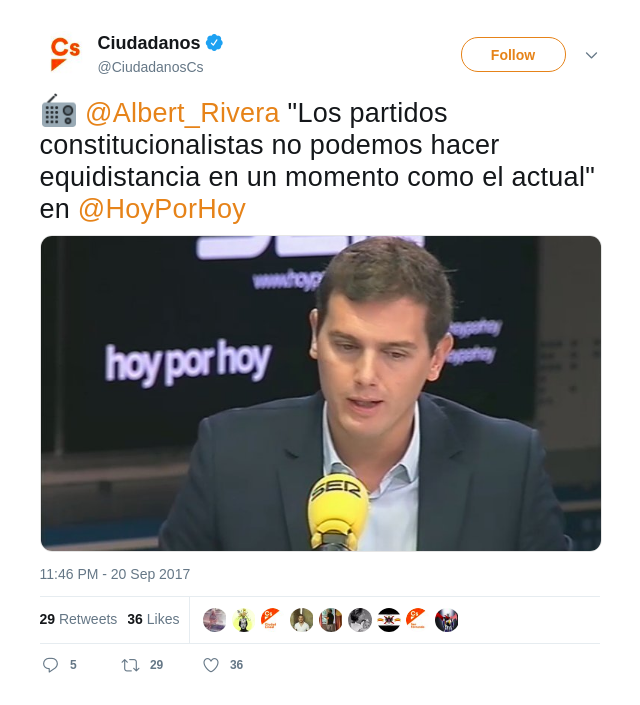 Cs
Ciudadanos
@CiudadanosCs
Follow
@Albert_Rivera "Los partidos
constitucionalistas no podemos hacer
equidistancia en un momento como el actual"
en @HoyPorHoy
hoy por hoy
SER
11:46 PM - 20 Sep 2017
29 Retweets 36 Likes
5 29 36